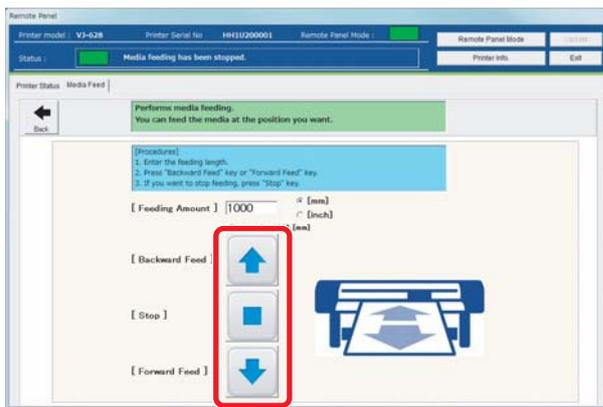 Remote Panel
Printer model : VJ-628 Printer Serial No HH1U200001 Remote Panel Mode : Remote Panel Mode
Status : Media feeding has been stopped. Printer Info. Exit
Printer Status Media Feed
Back
Performs media feeding.
You can feed the media at the position you want.
[Procedures]
1. Enter the feeding length.
2. Press "Backward Feed" key or "Forward Feed" key.
3. If you want to stop feeding, press "Stop" key.
[ Feeding Amount ] 1000 [mm]
[inch]
[mm]
[ Backward Feed ]
[ Stop ]
[ Forward Feed ]